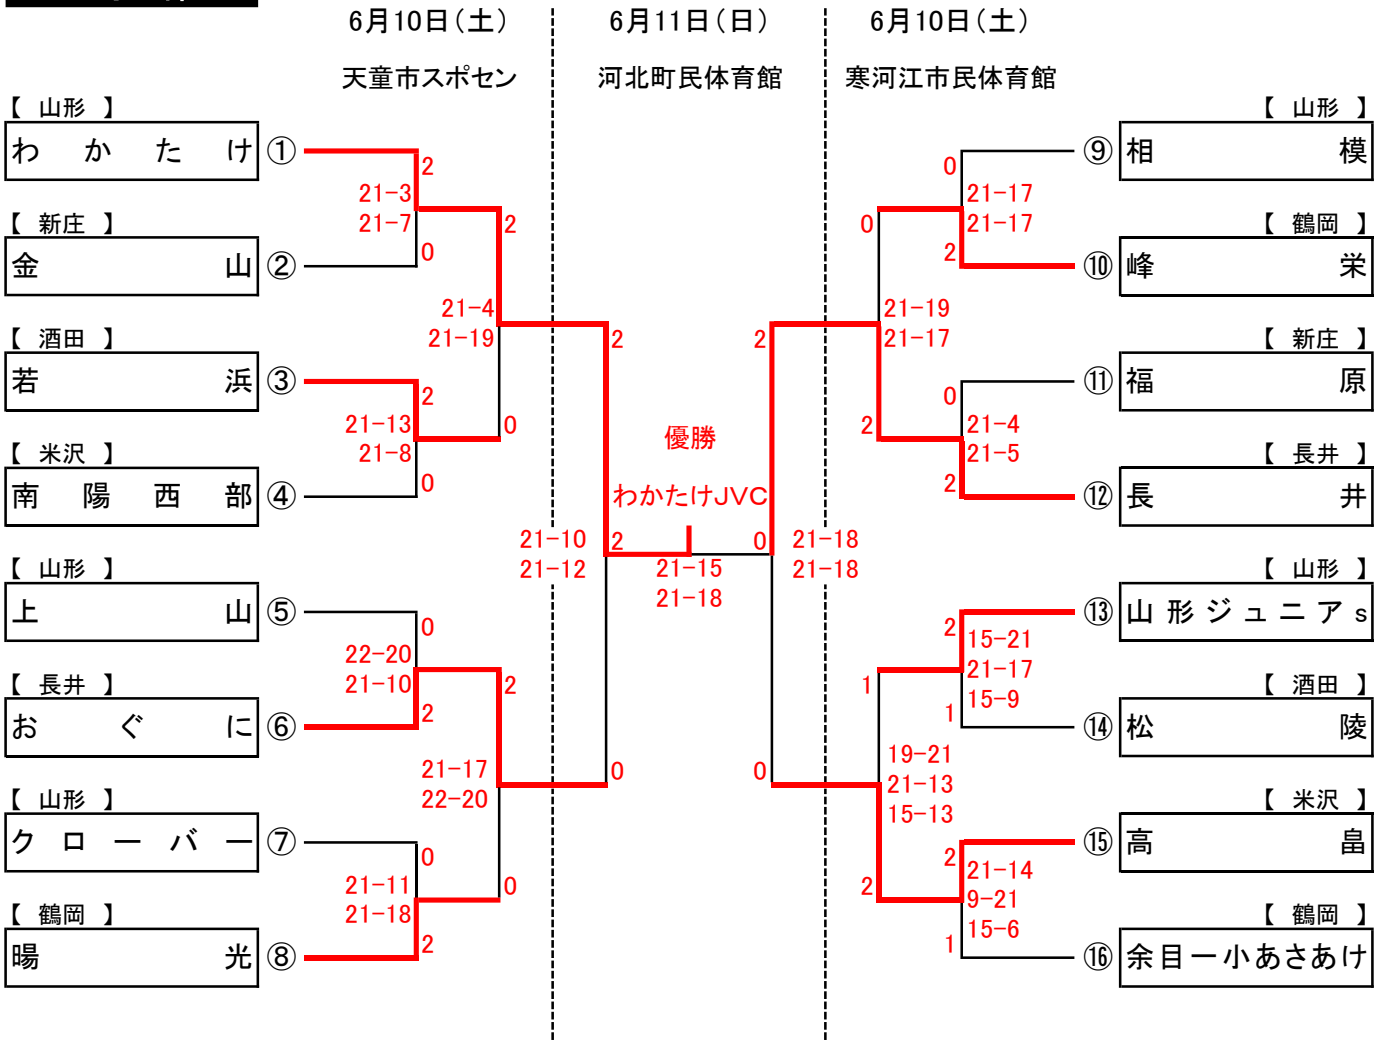 6月10日（土）
6月11日（日）
6月10日（土）
天童市スポセン
河北町民体育館
寒河江市民体育館
【 山形 】
わかたけ ①
2
21-3
21-7
【 新庄 】
金山 ②
0
2
21-4
21-19
【 酒田 】
若浜 ③
2
21-13
21-8
0
【 米沢 】
南陽西部 ④
0
2
21-10
21-12
【 山形 】
上山 ⑤
0
22-20
21-10
【 長井 】
おぐに ⑥
2
2
21-17
22-20
0
【 山形 】
クローバー ⑦
0
21-11
21-18
0
【 鶴岡 】
暘光 ⑧
2
優勝
わかたけJVC
2
0
21-15
21-18
【 山形 】
⑨ 相模
0
21-17
21-17
【 鶴岡 】
⑩ 峰栄
2
0
21-19
21-17
2
【 新庄 】
⑪ 福原
0
21-4
21-5
2
【 長井 】
⑫ 長井
2
21-18
21-18
【 山形 】
⑬ 山形ジュニアｓ
2
15-21
21-17
15-9
【 酒田 】
⑭ 松陵
1
1
19-21
21-13
15-13
0
【 米沢 】
⑮ 高畠
2
21-14
9-21
15-6
2
【 鶴岡 】
⑯ 余目一小あさあけ
1